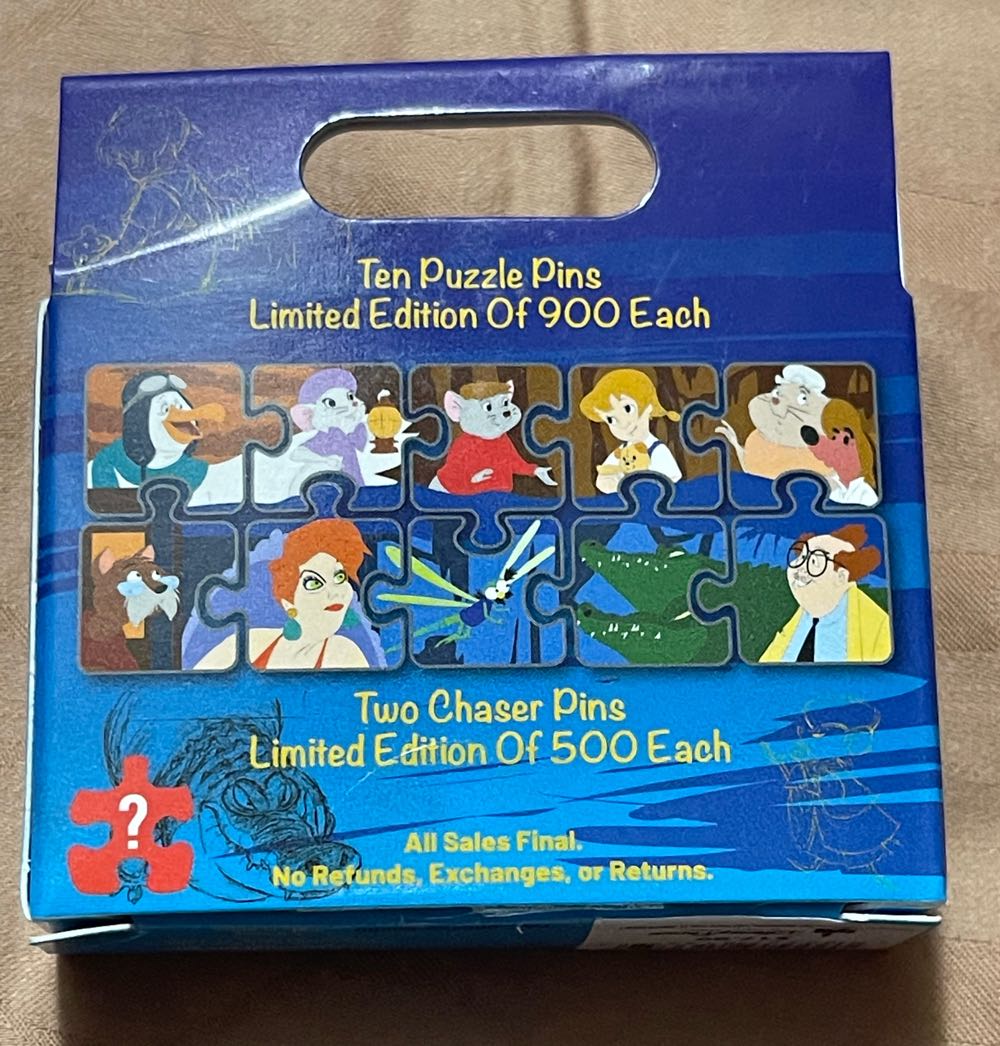 Ten Puzzle Pins
Limited Edition Of 900 Each
Two Chaser Pins
Limited Edition Of 500 Each
?
All Sales Final.
No Refunds, Exchanges, or Returns.